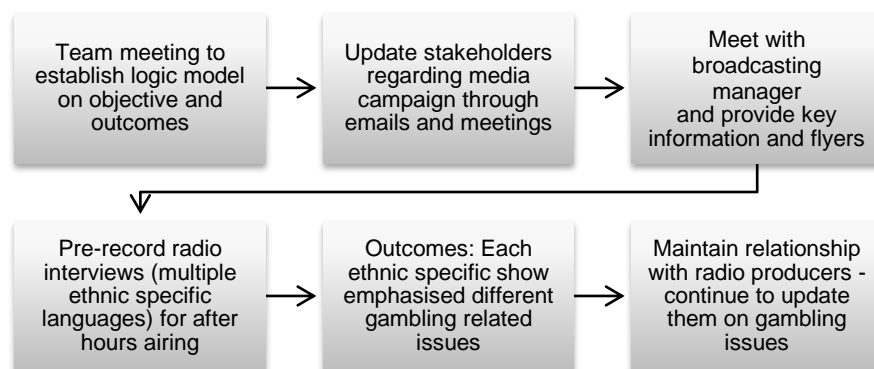 Team meeting to
establish logic model
on objective and
outcomes
Update stakeholders
regarding media
campaign through
emails and meetings
Meet with
broadcasting
manager
and provide key
information and flyers
Pre-record radio
interviews (multiple
ethnic specific
languages) for after
hours airing
Outcomes: Each
ethnic specific show
emphasised different
gambling related
issues
Maintain relationship
with radio producers -
continue to update
them on gambling
issues